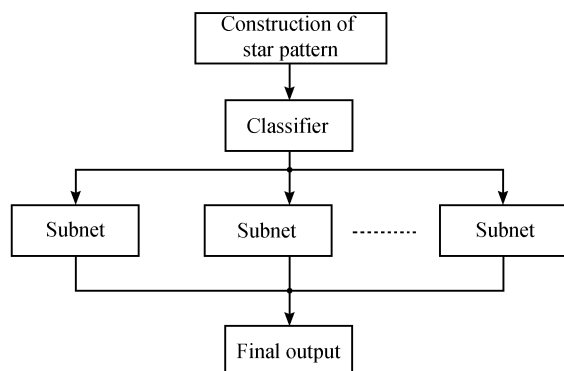 Construction of
star pattern
Classifier
Subnet
Subnet
Subnet
Final output